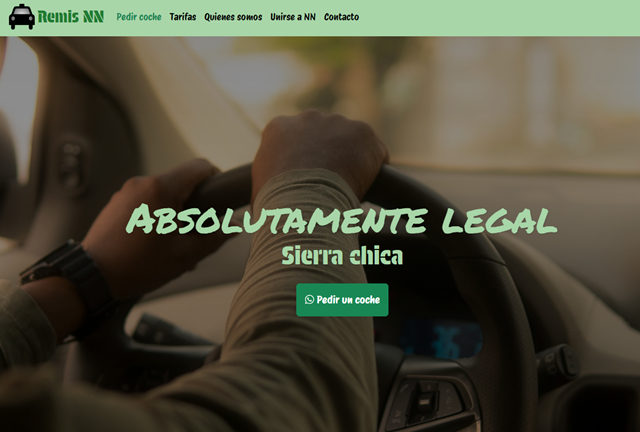 Remis NN
Pedir coche Tarifas Quienes somos Unirse a NN Contacto
Absolutamente legal
Sierra chica
Pedir un coche